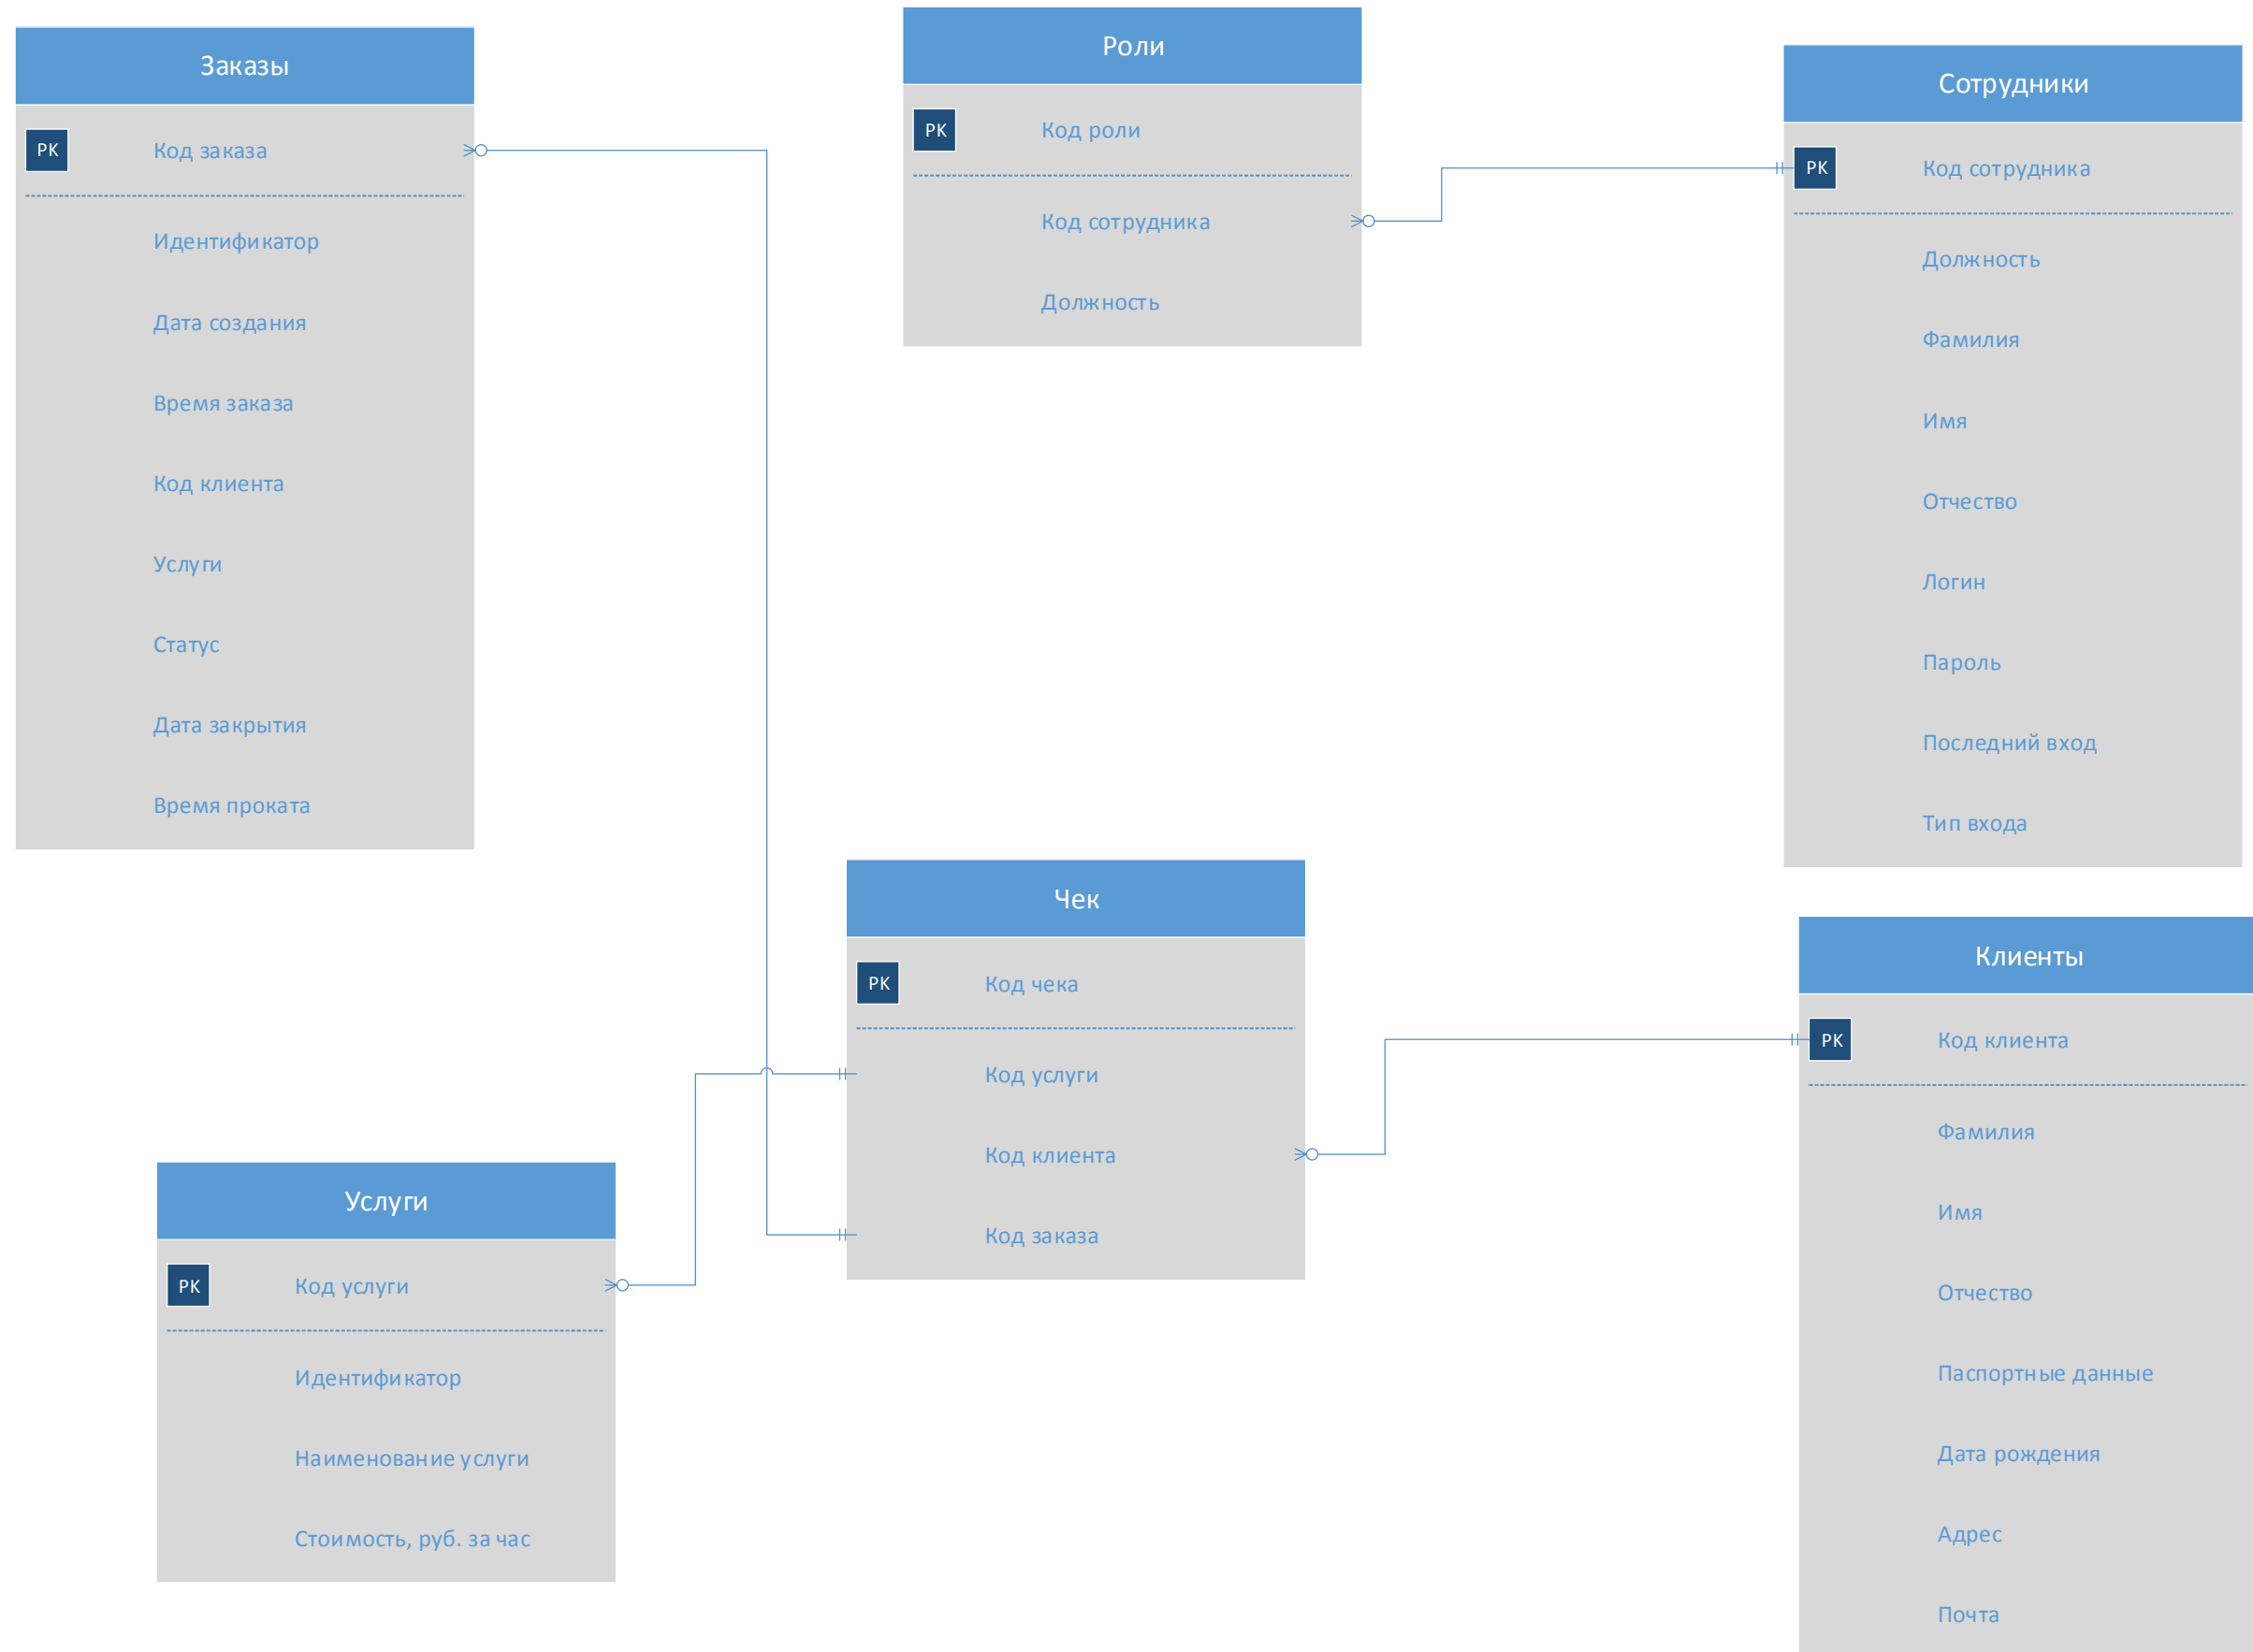 Заказы
PK
Код заказа
Идентификатор
Дата создания
Время заказа
Код клиента
Услуги
Статус
Дата закрытия
Время проката
Роли
PK
Код роли
Код сотрудника
Должность
Сотрудники
PK
Код сотрудника
Должность
Фамилия
Имя
Отчество
Логин
Пароль
Последний вход
Тип входа
Чек
PK
Код чека
Код услуги
Код клиента
Код заказа
Клиенты
PK
Код клиента
Фамилия
Имя
Отчество
Паспортные данные
Дата рождения
Адрес
Почта
Услуги
PK
Код услуги
Идентификатор
Наименование услуги
Стоимость, руб. за час